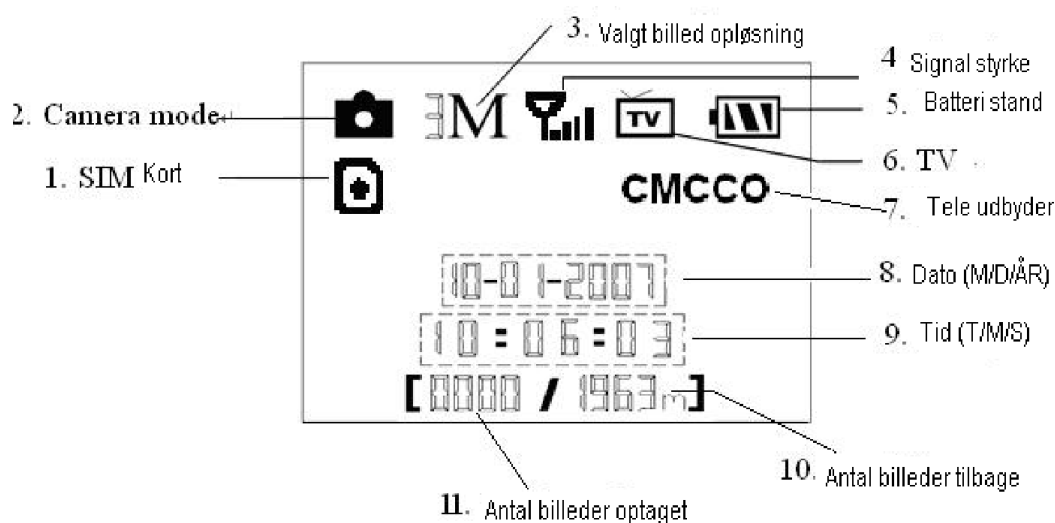 3. Valgt billed opløsning
4 Signal styrke
5. Batteri stand
2. Camera mode
3M
TV
6. TV
1. SIM Kort
CMCCO
7. Tele udbyder
10-01-2007
8. Dato (M/D/ÅR)
10:06:03
9. Tid (T/M/S)
[0000/1963m]
10. Antal billeder tilbage
11. Antal billeder optaget